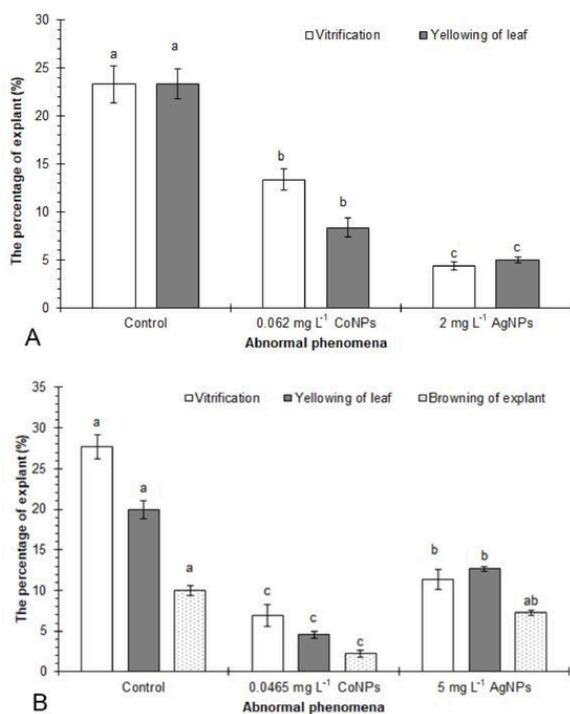 Vitrification Yellowing of leaf
The percentage of explant (%)
30
25
20
15
10
5
0
a a
b b
c c
Control 0.062 mg L⁻¹ CoNPs 2 mg L⁻¹ AgNPs
Abnormal phenomena
A
Vitrification Yellowing of leaf Browning of explant
The percentage of explant (%)
35
30
25
20
15
10
5
0
a a a
c c c
b b ab
Control 0.0465 mg L⁻¹ CoNPs 5 mg L⁻¹ AgNPs
Abnormal phenomena
B